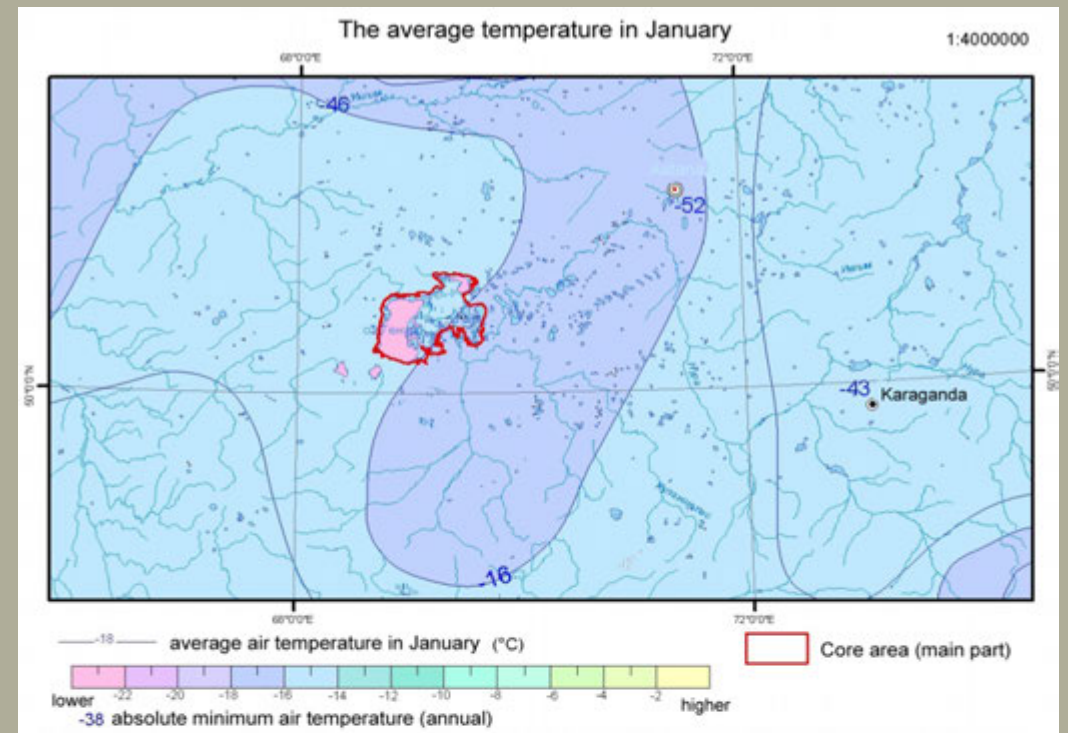 The average temperature in January
1:4000000
68°0'0"E
72°0'0"E
-46
-52
50°0'0"N
50°0'0"N
-43
Karaganda
-16
68°0'0"E
72°0'0"E
-18
average air temperature in January (°C)
Core area (main part)
lower
-22
-20
-18
-16
-14
-12
-10
-8
-6
-4
-2
higher
-38 absolute minimum air temperature (annual)